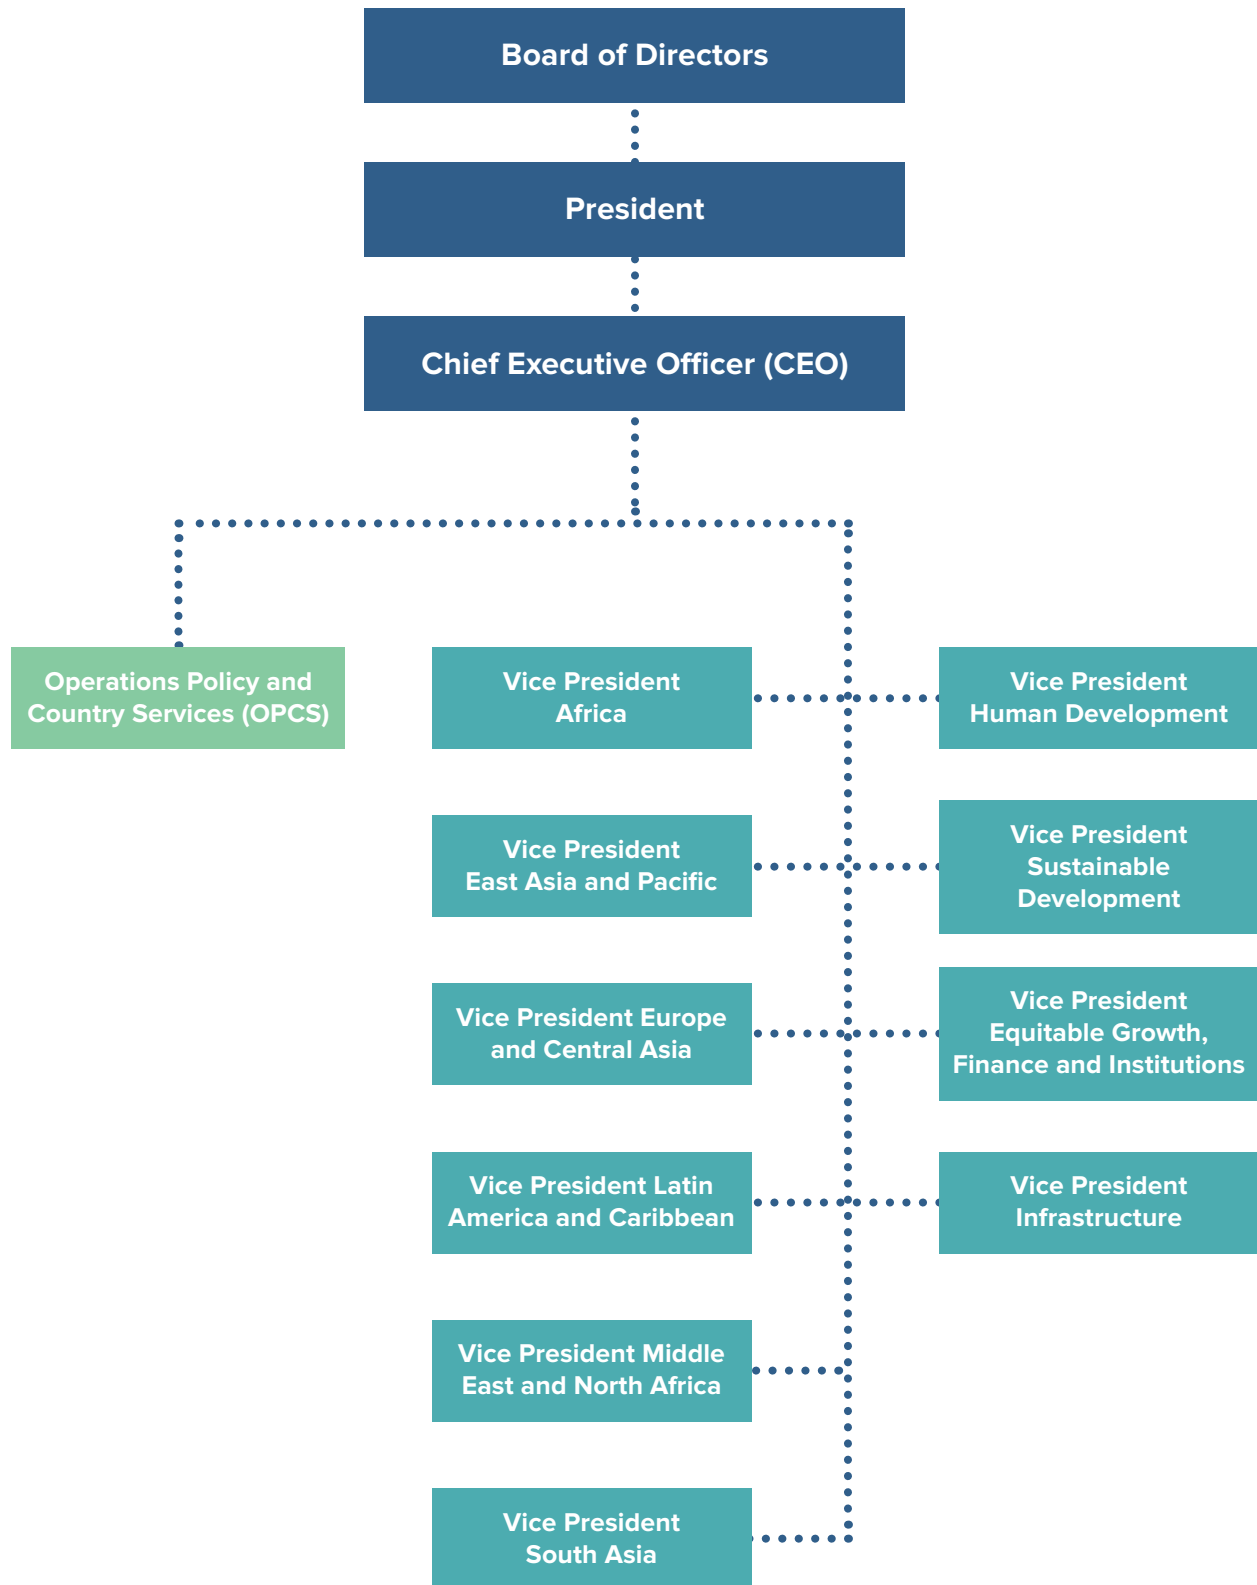 Board of Directors
President
Chief Executive Officer (CEO)
Operations Policy and
Country Services (OPCS)
Vice President
Africa
Vice President
East Asia and Pacific
Vice President Europe
and Central Asia
Vice President Latin
America and Caribbean
Vice President Middle
East and North Africa
Vice President
South Asia
Vice President
Human Development
Vice President
Sustainable
Development
Vice President
Equitable Growth,
Finance and Institutions
Vice President
Infrastructure